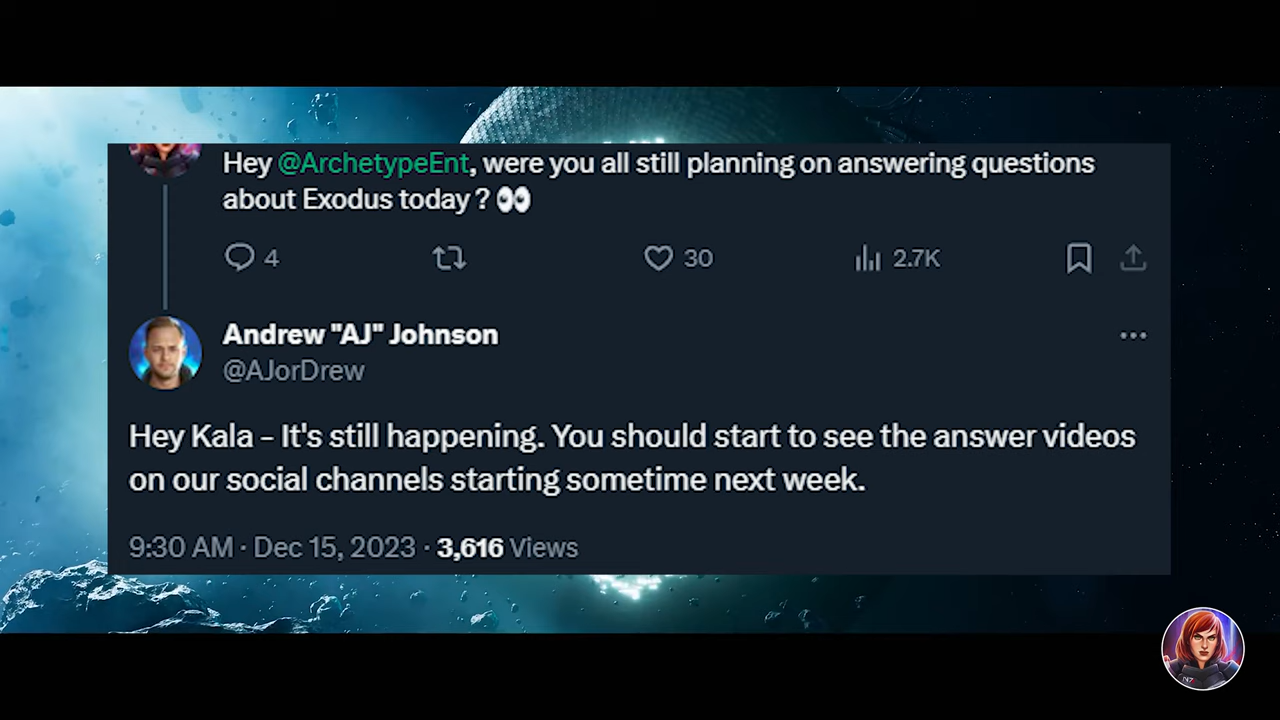 Hey @ArchetypeEnt, were you all still planning on answering questions
about Exodus today ? 👀
4 30 2.7K
Andrew "AJ" Johnson
@AJorDrew
Hey Kala – It's still happening. You should start to see the answer videos
on our social channels starting sometime next week.
9:30 AM · Dec 15, 2023 · 3,616 Views
N7